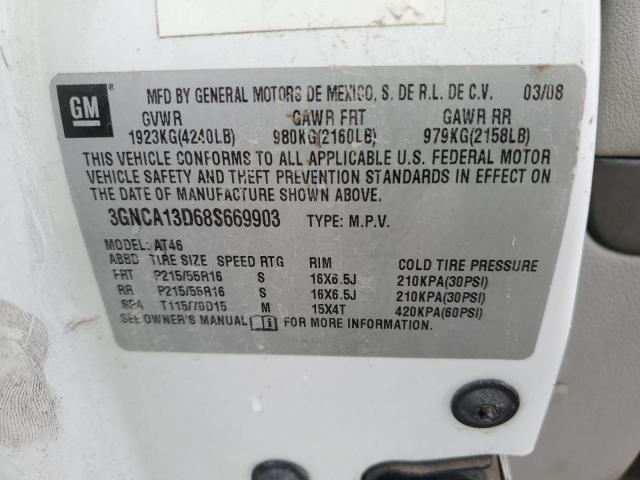 GM
MFD BY GENERAL MOTORS DE MEXICO, S. DE R.L. DE C.V. 03/08
GVWR GAWR FRT GAWR RR
1923KG(4240LB) 980KG(2160LB) 979KG(2158LB)
THIS VEHICLE CONFORMS TO ALL APPLICABLE U.S. FEDERAL MOTOR
VEHICLE SAFETY AND THEFT PREVENTION STANDARDS IN EFFECT ON
THE DATE OF MANUFACTURE SHOWN ABOVE.
3GNCA13D68S669903 TYPE: M.P.V.
MODEL: AT46
ABBD TIRE SIZE SPEED RTG RIM COLD TIRE PRESSURE
FRT P215/55R16 S 16X6.5J 210KPA(30PSI)
RR P215/55R16 S 16X6.5J 210KPA(30PSI)
SPA T115/70D15 M 15X4T 420KPA(60PSI)
SEE OWNER'S MANUAL FOR MORE INFORMATION.